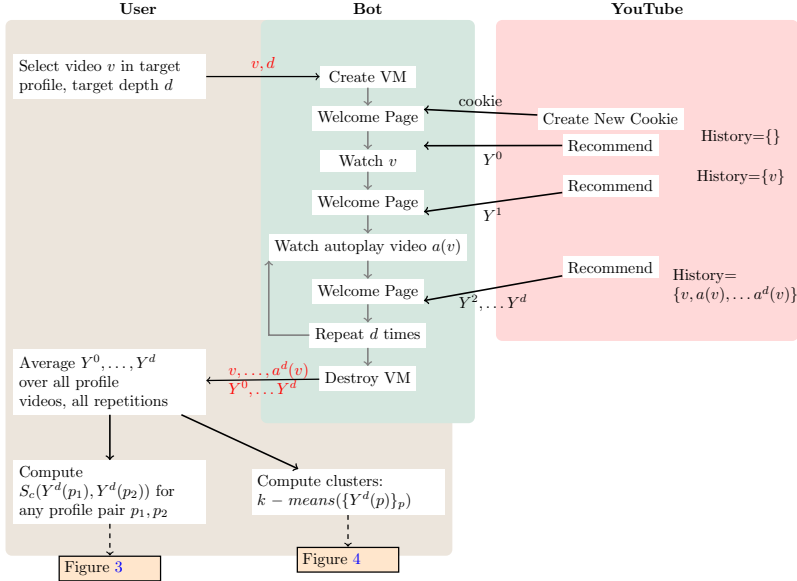 User
Bot
YouTube
Select video v in target
profile, target depth d
v, d
Create VM
cookie
Welcome Page
Create New Cookie
History={}
Recommend
Y^0
Watch v
History={v}
Recommend
Welcome Page
Y^1
Watch autoplay video a(v)
Recommend
History=
{v, a(v), . . . a^d(v)}
Welcome Page
Y^2, . . . Y^d
Repeat d times
Average Y^0, . . . , Y^d
over all profile
videos, all repetitions
v, . . . , a^d(v)
Y^0, . . . Y^d
Destroy VM
Compute
S_c(Y^d(p_1), Y^d(p_2)) for
any profile pair p_1, p_2
Compute clusters:
k − means({Y^d(p)}_p)
Figure 3
Figure 4